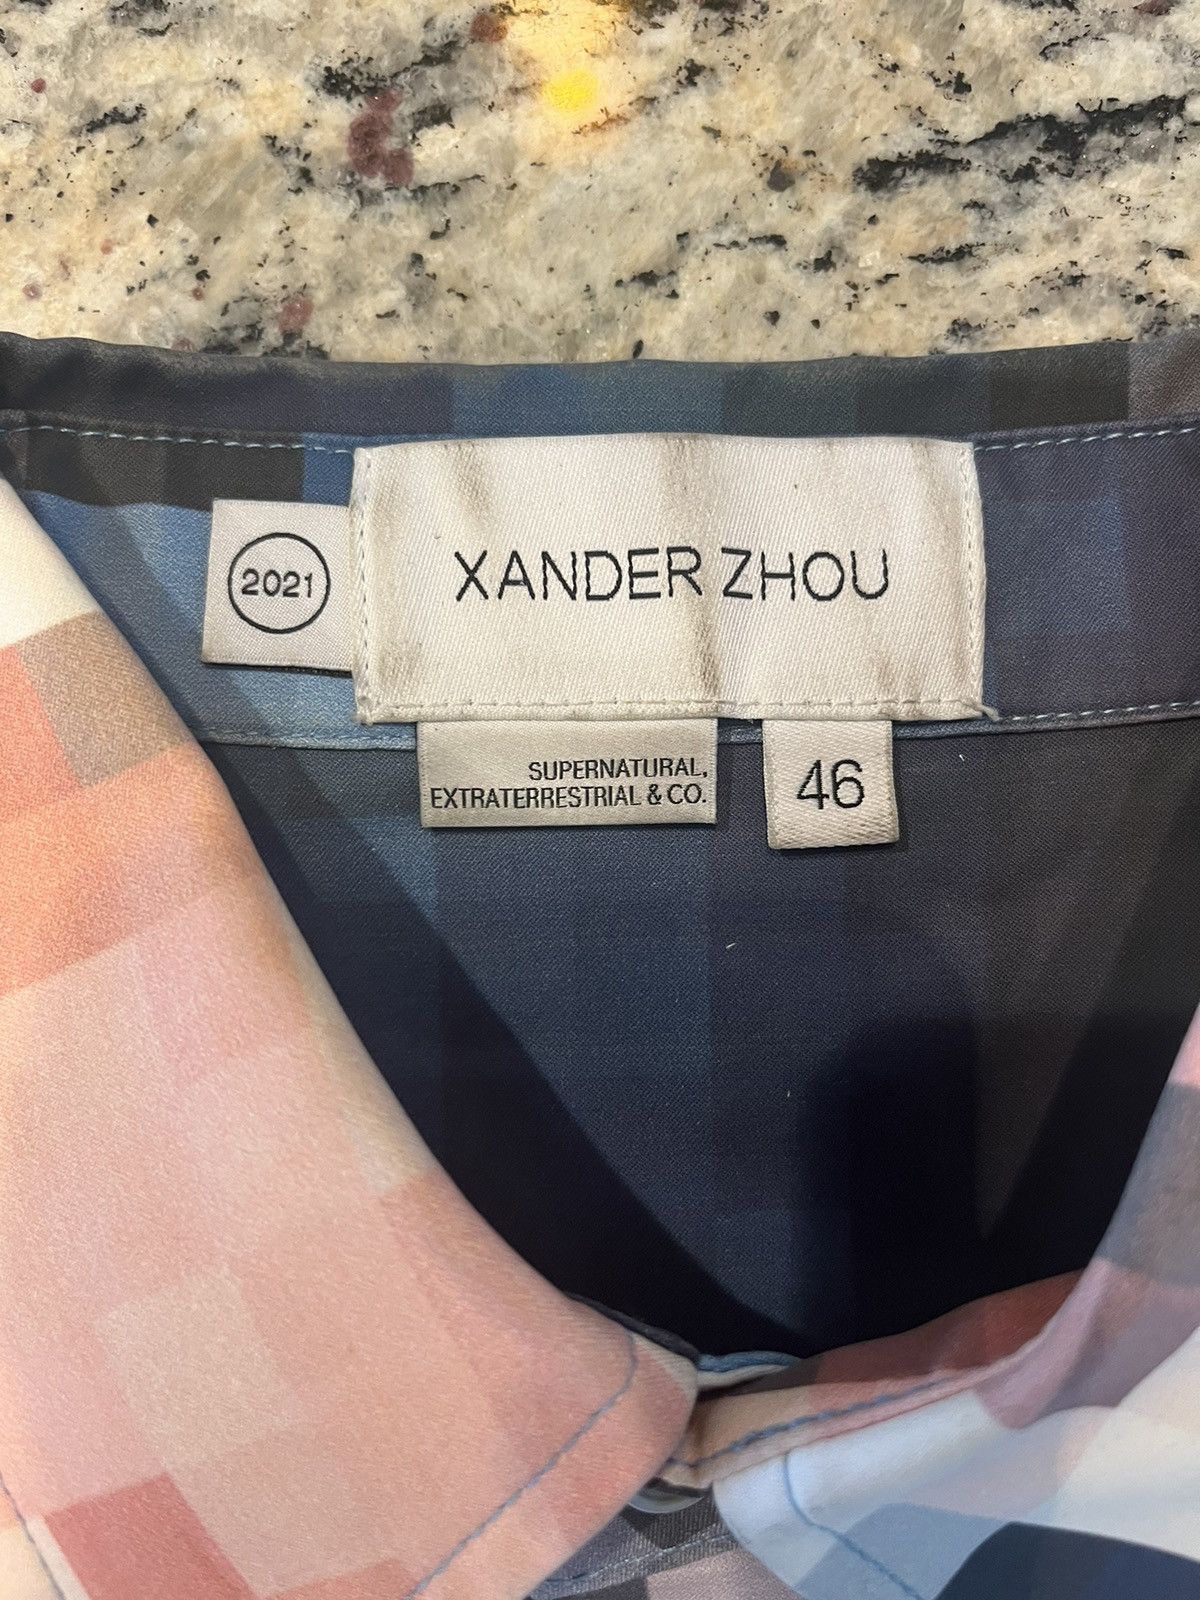 2021
XANDER ZHOU
SUPERNATURAL,
EXTRATERRESTRIAL & CO.
46